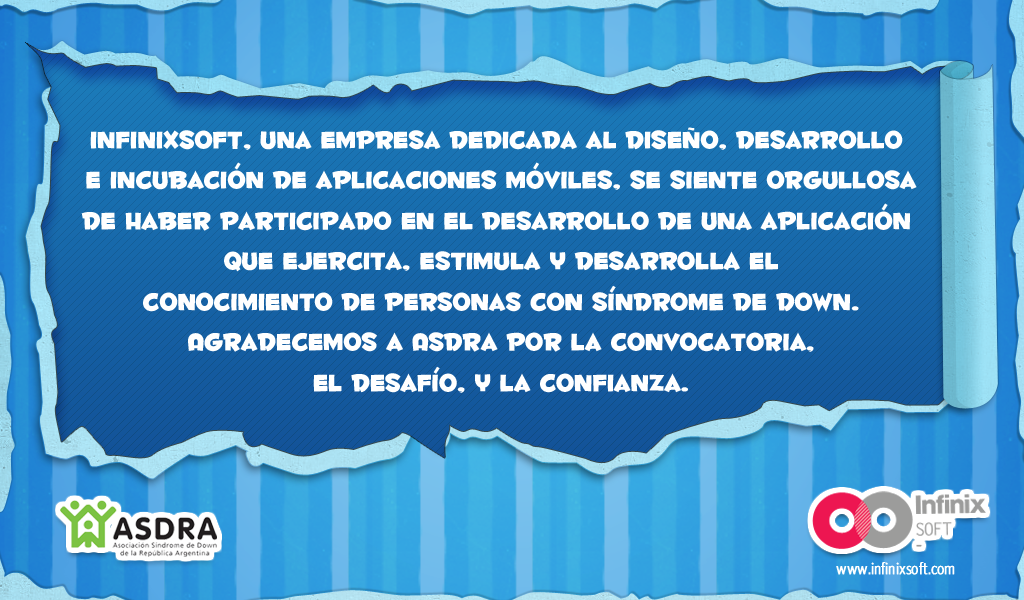 INFINIXSOFT, UNA EMPRESA DEDICADA AL DISEÑO, DESARROLLO
E INCUBACIÓN DE APLICACIONES MÓVILES, SE SIENTE ORGULLOSA
DE HABER PARTICIPADO EN EL DESARROLLO DE UNA APLICACIÓN
QUE EJERCITA, ESTIMULA Y DESARROLLA EL
CONOCIMIENTO DE PERSONAS CON SÍNDROME DE DOWN.
AGRADECEMOS A ASDRA POR LA CONVOCATORIA,
EL DESAFÍO, Y LA CONFIANZA.
ASDRA
Asociación Síndrome de Down
de la República Argentina
Infinix
SOFT
www.infinixsoft.com